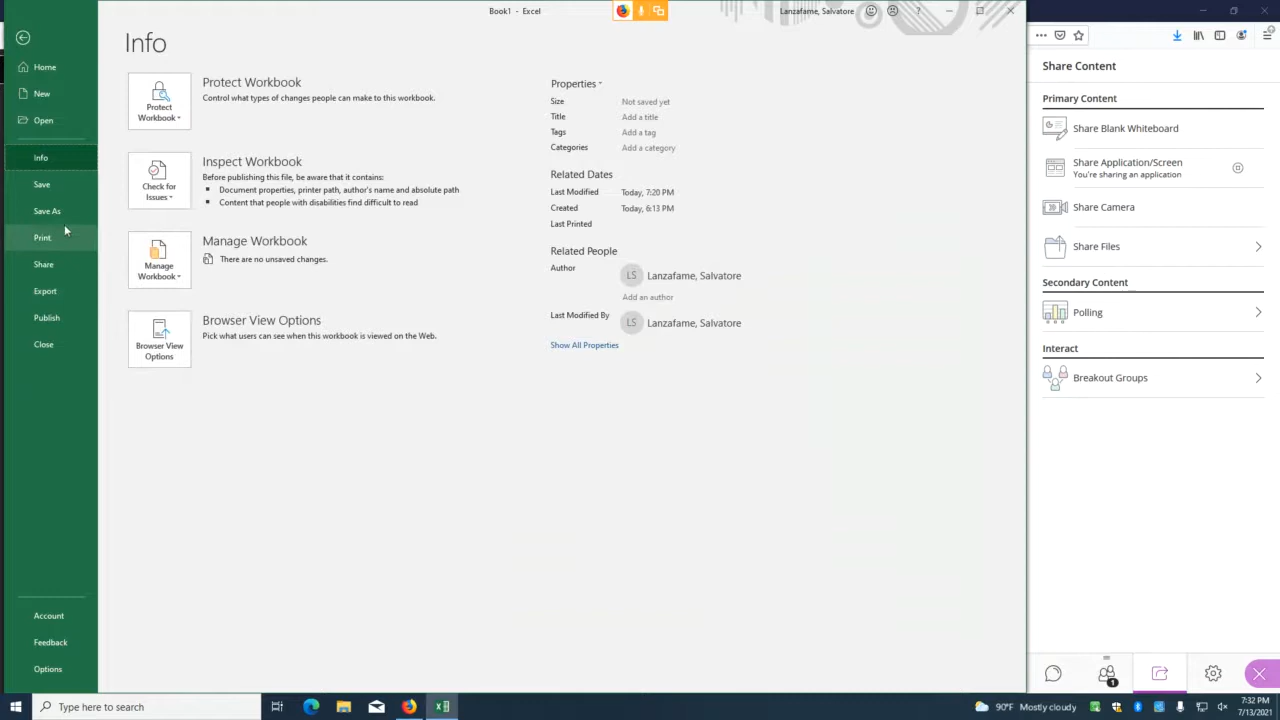 Book1 - Excel
Lanzafame, Salvatore
?
Info
Home
New
Open
Info
Save
Save As
Print
Share
Export
Publish
Close
Account
Feedback
Options
Protect Workbook
Protect Workbook
Control what types of changes people can make to this workbook.
Check for Issues
Inspect Workbook
Before publishing this file, be aware that it contains:
Document properties, printer path, author's name and absolute path
Content that people with disabilities find difficult to read
Manage Workbook
Manage Workbook
There are no unsaved changes.
Browser View Options
Browser View Options
Pick what users can see when this workbook is viewed on the Web.
Properties
Size Not saved yet
Title Add a title
Tags Add a tag
Categories Add a category
Related Dates
Last Modified Today, 7:20 PM
Created Today, 6:13 PM
Last Printed
Related People
Author LS Lanzafame, Salvatore
Add an author
Last Modified By LS Lanzafame, Salvatore
Show All Properties
Share Content
Primary Content
Share Blank Whiteboard
Share Application/Screen
You're sharing an application
Share Camera
Share Files
Secondary Content
Polling
Interact
Breakout Groups
1
Type here to search
90°F Mostly cloudy
7:32 PM
7/13/2021